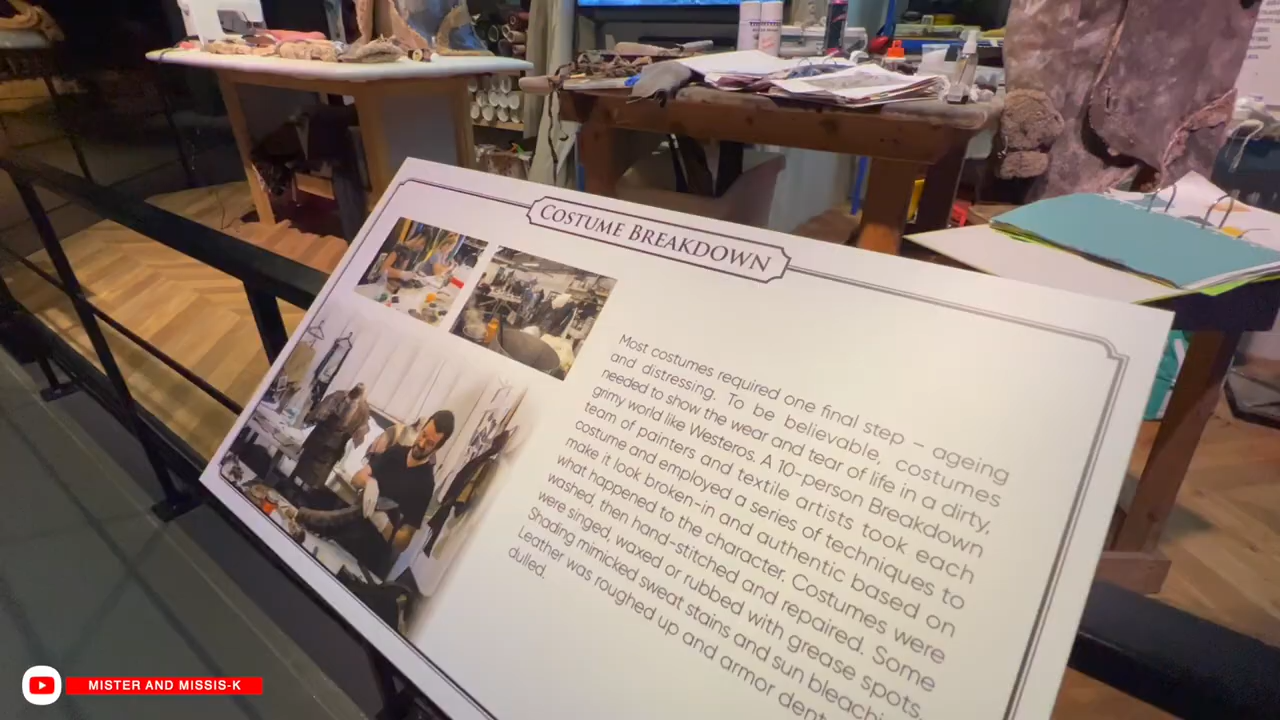 COSTUME BREAKDOWN
Most costumes required one final step – ageing
and distressing. To be believable, costumes
needed to show the wear and tear of life in a dirty,
grimy world like Westeros. A 10-person Breakdown
team of painters and textile artists took each
costume and employed a series of techniques to
make it look broken-in and authentic based on
what happened to the character. Costumes were
washed, then hand-stitched and repaired. Some
were singed, waxed or rubbed with grease spots.
Shading mimicked sweat stains and sun
Leather was roughed up and armor
dulled.
MISTER AND MISSIS-K